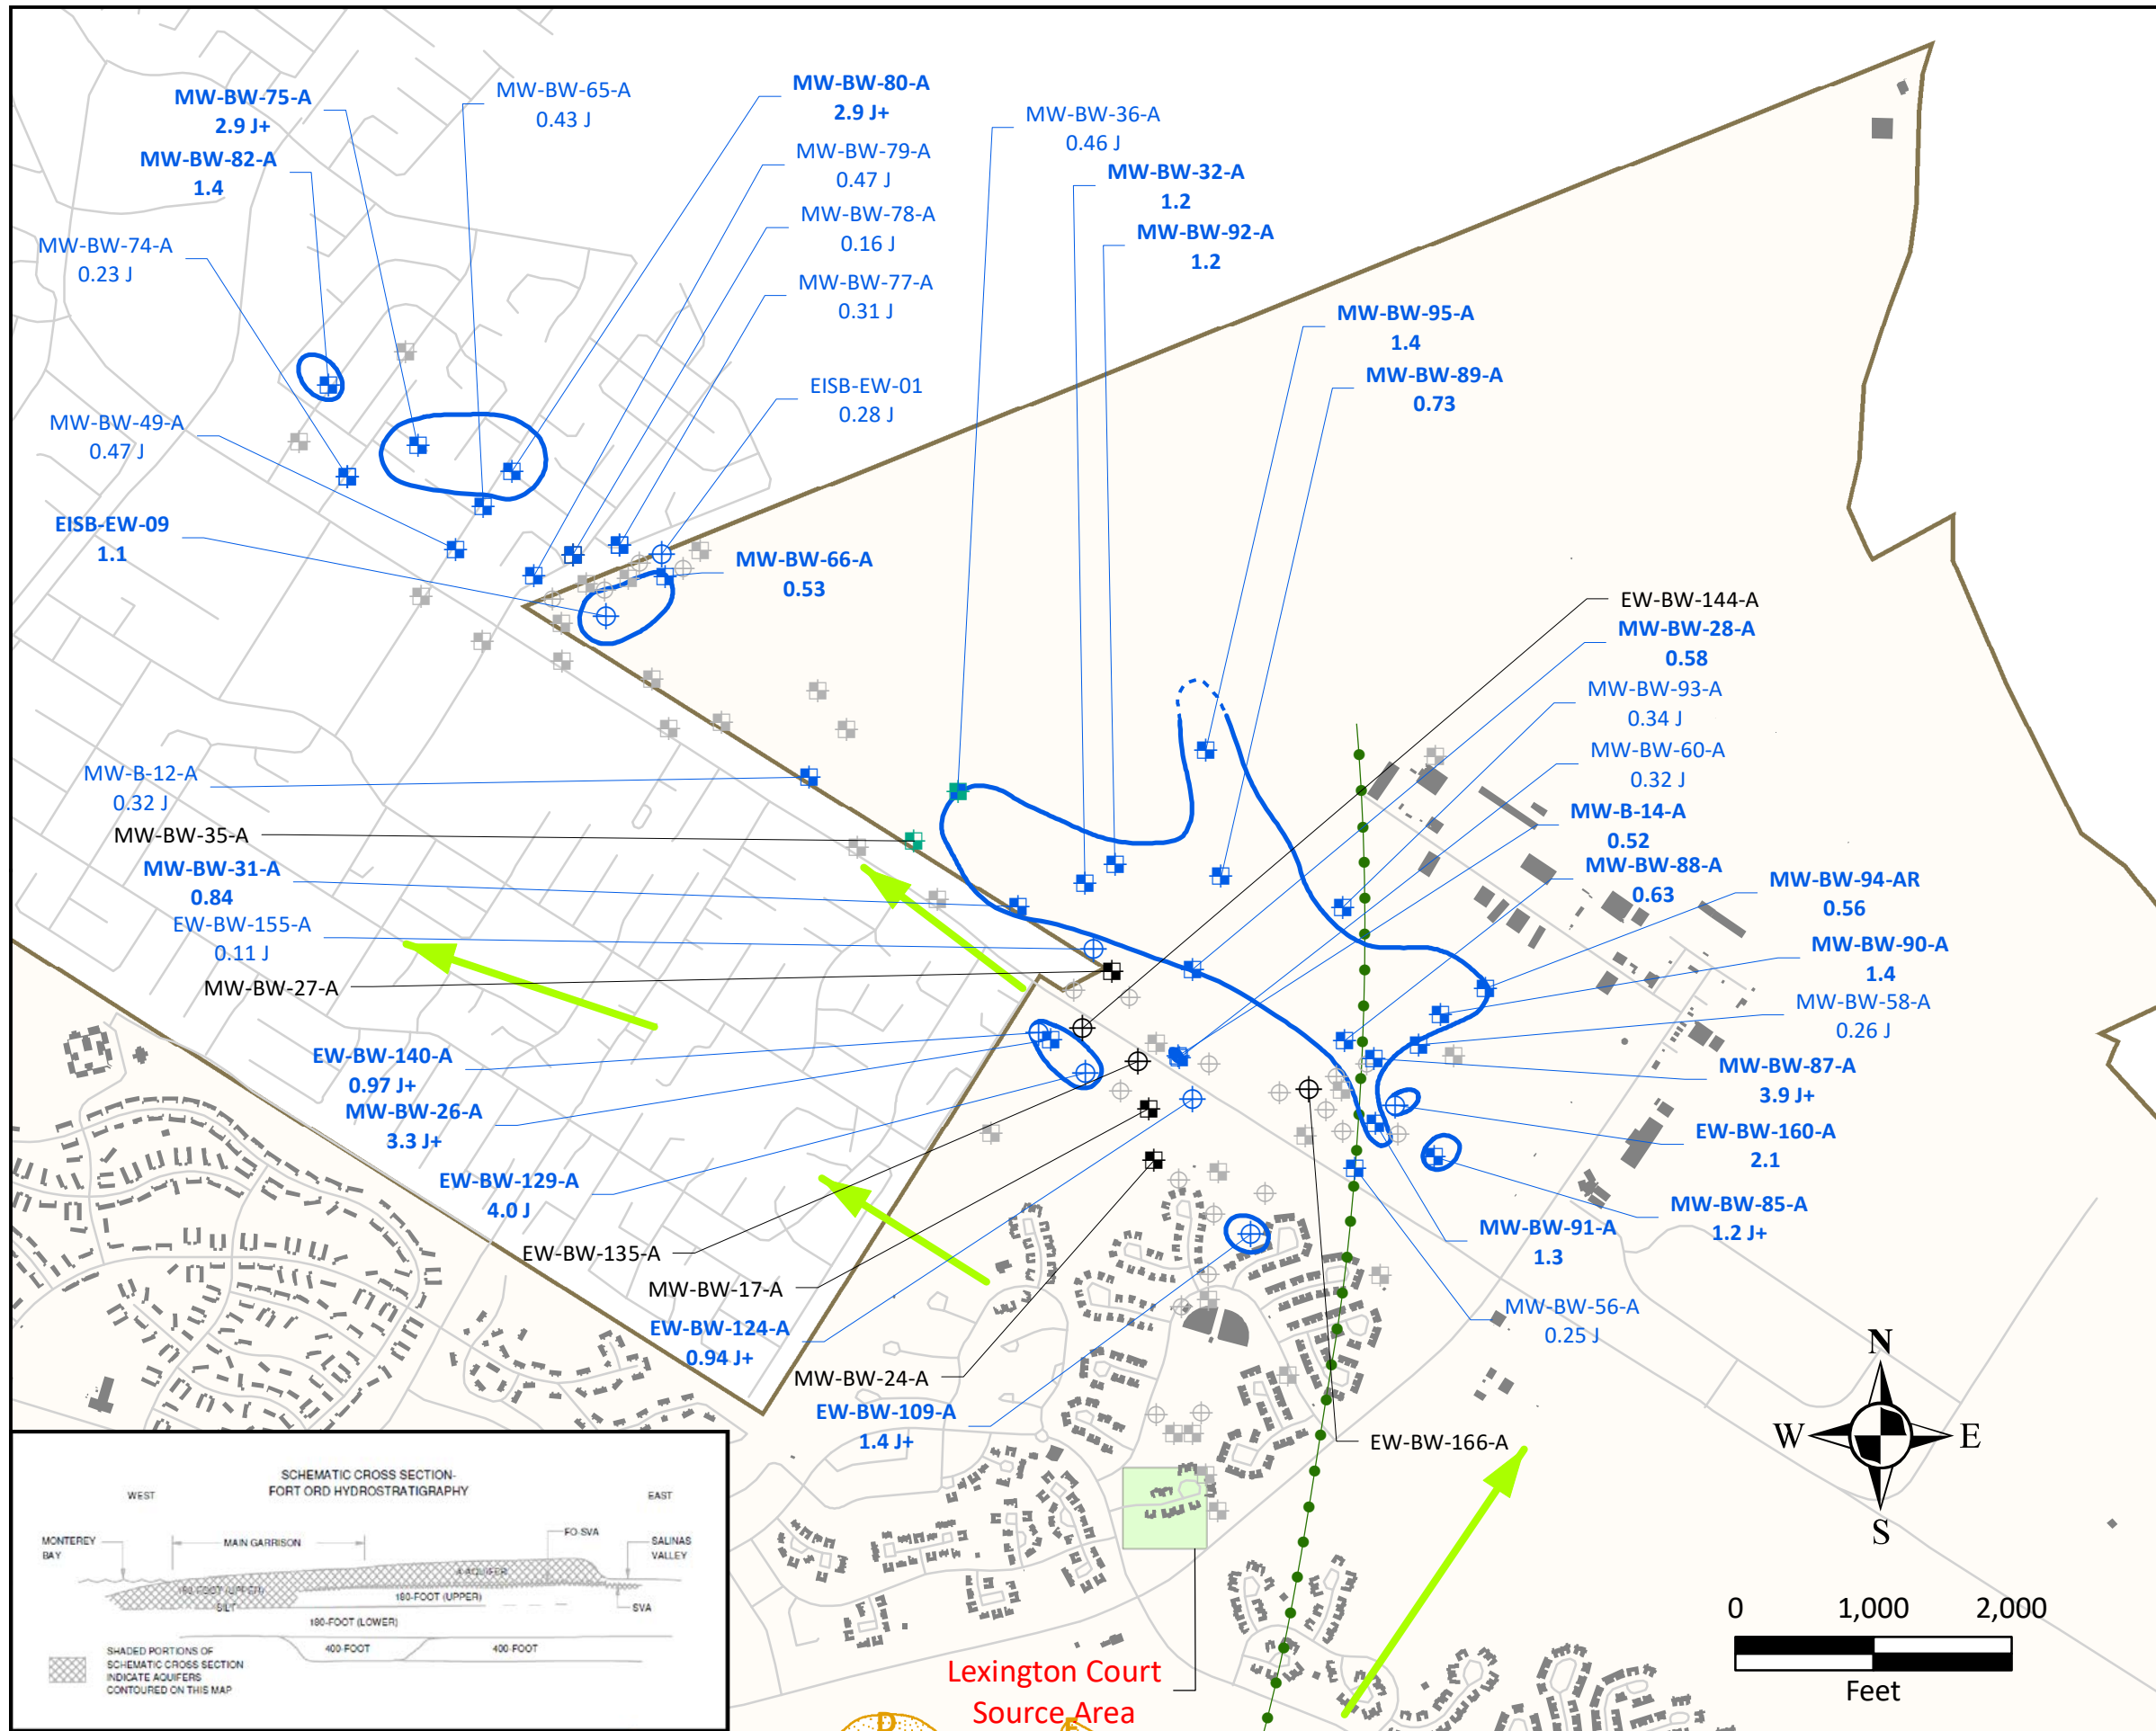 MW-BW-75-A
2.9 J+
MW-BW-65-A
0.43 J
MW-BW-80-A
2.9 J+
MW-BW-82-A
1.4
MW-BW-79-A
0.47 J
MW-BW-36-A
0.46 J
MW-BW-32-A
1.2
MW-BW-74-A
0.23 J
MW-BW-78-A
0.16 J
MW-BW-92-A
1.2
MW-BW-77-A
0.31 J
MW-BW-95-A
1.4
MW-BW-49-A
0.47 J
EISB-EW-01
0.28 J
MW-BW-89-A
0.73
EISB-EW-09
1.1
MW-BW-66-A
0.53
EW-BW-144-A
MW-BW-28-A
0.58
MW-BW-93-A
0.34 J
MW-BW-60-A
0.32 J
MW-B-14-A
0.52
MW-BW-88-A
0.63
MW-BW-94-AR
0.56
MW-BW-90-A
1.4
MW-BW-58-A
0.26 J
MW-BW-87-A
3.9 J+
EW-BW-160-A
2.1
MW-BW-85-A
1.2 J+
MW-BW-91-A
1.3
MW-BW-56-A
0.25 J
MW-B-12-A
0.32 J
MW-BW-35-A
MW-BW-31-A
0.84
EW-BW-155-A
0.11 J
MW-BW-27-A
EW-BW-140-A
0.97 J+
MW-BW-26-A
3.3 J+
EW-BW-129-A
4.0 J
EW-BW-135-A
MW-BW-17-A
EW-BW-124-A
0.94 J+
MW-BW-24-A
EW-BW-109-A
1.4 J+
EW-BW-166-A
N
W
E
S
0 1,000 2,000
Feet
Lexington Court
Source Area
D
E
SCHEMATIC CROSS SECTION-
FORT ORD HYDROSTRATIGRAPHY
WEST
EAST
MONTEREY
BAY
MAIN GARRISON
FO-SVA
SALINAS
VALLEY
A-AQUIFER
180-FOOT (UPPER)
180-FOOT (UPPER)
SILT
SVA
180-FOOT (LOWER)
400-FOOT
400-FOOT
SHADED PORTIONS OF
SCHEMATIC CROSS SECTION
INDICATE AQUIFERS
CONTOURED ON THIS MAP